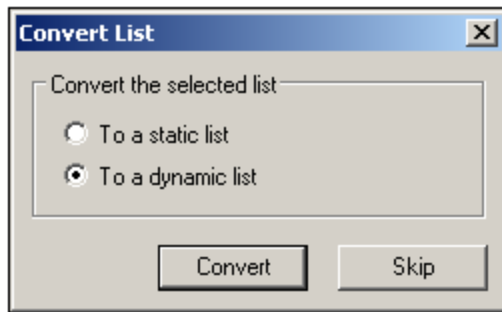 Convert List
Convert the selected list
To a static list
To a dynamic list
Convert
Skip